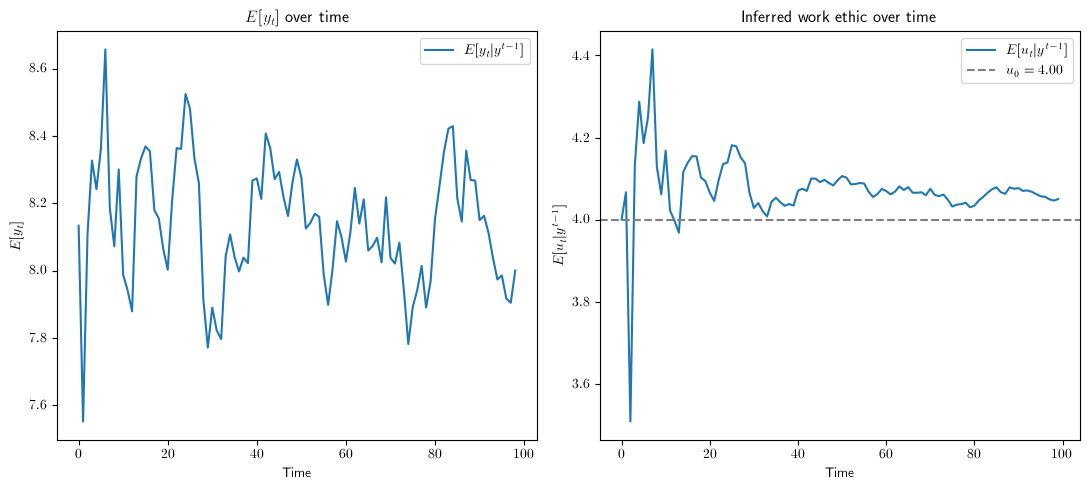 E[y_t] over time
E[y_t|y^{t−1}]
E[y_t]
8.6
8.4
8.2
8.0
7.8
7.6
0
20
40
60
80
100
Time
Inferred work ethic over time
E[u_t|y^{t−1}]
u_0 = 4.00
E[u_t|y^{t−1}]
4.4
4.2
4.0
3.8
3.6
0
20
40
60
80
100
Time